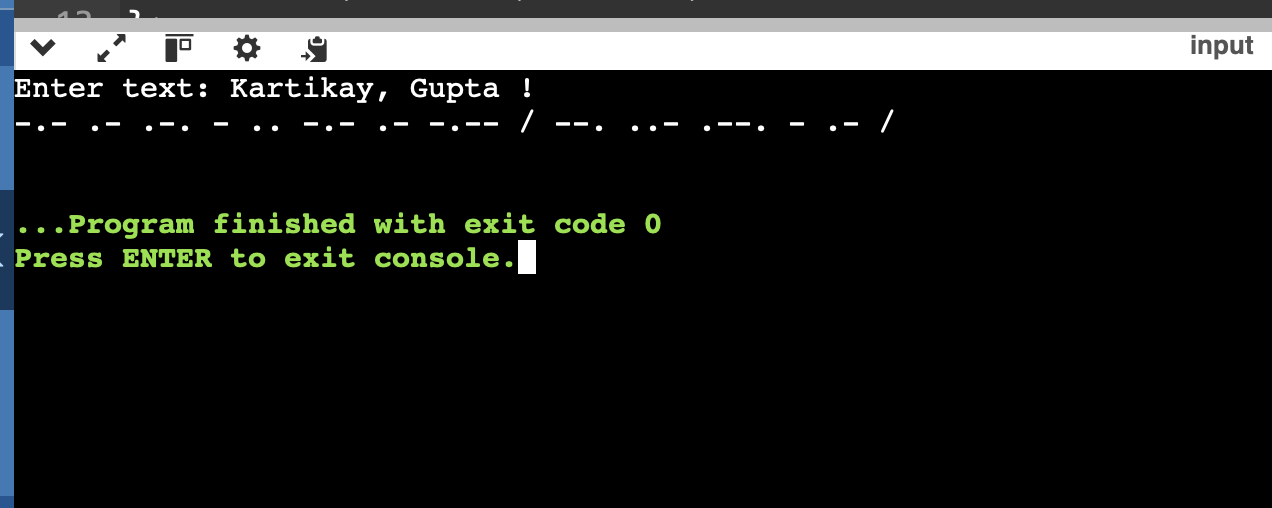 input
Enter text: Kartikay, Gupta !
-.- .- .-. - .. -.- .- -.-- / --. ..- .--. - .- /
...Program finished with exit code 0
Press ENTER to exit console.